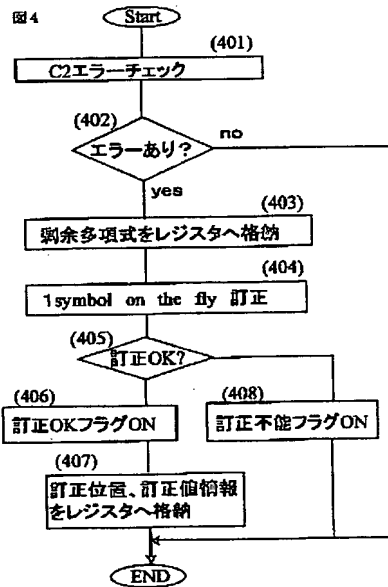 図4
Start
(401)
C2エラーチェック
(402)
no
エラーあり?
yes
(403)
剰余多項式をレジスタへ格納
(404)
1symbol on the fly 訂正
(405)
訂正OK?
(406)
(408)
訂正OKフラグON
訂正不能フラグON
(407)
訂正位置、訂正値情報
をレジスタへ格納
END